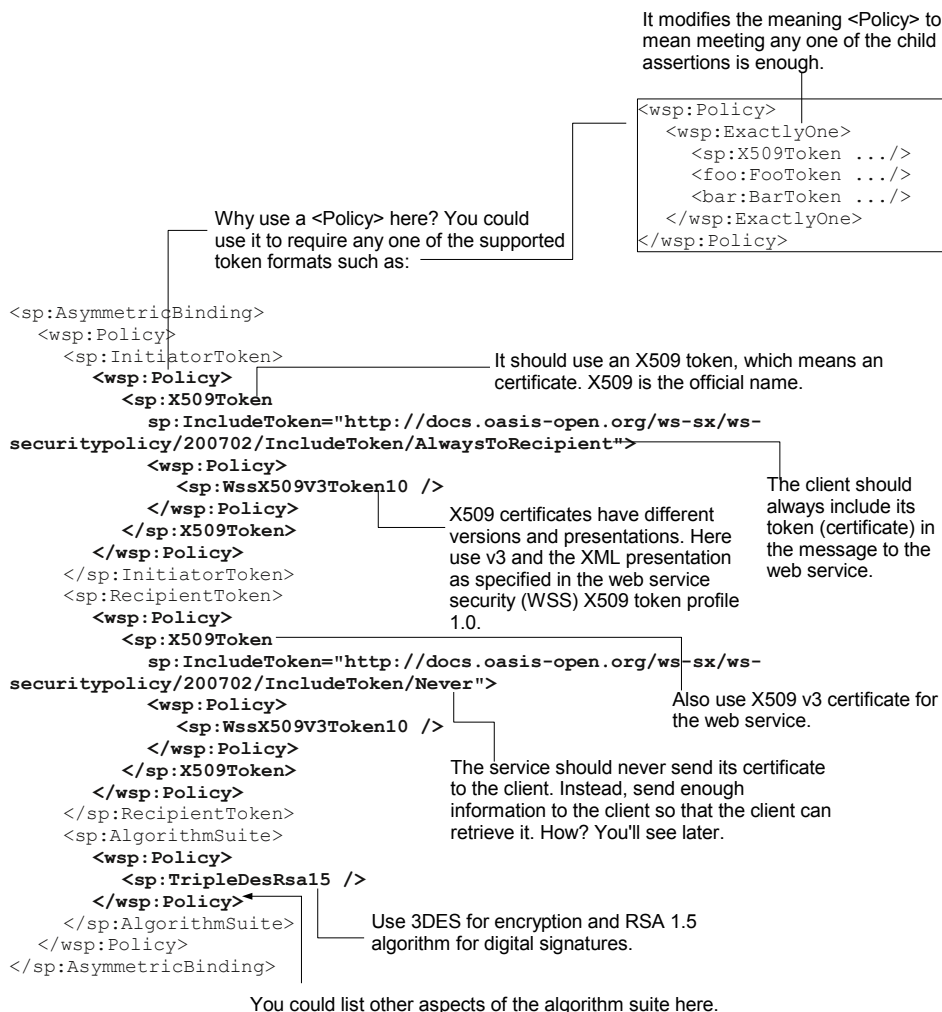 It modifies the meaning <Policy> to
mean meeting any one of the child
assertions is enough.
<wsp:Policy>
<wsp:ExactlyOne>
<sp:X509Token .../>
<foo:FooToken .../>
<bar:BarToken .../>
</wsp:ExactlyOne>
</wsp:Policy>
Why use a <Policy> here? You could
use it to require any one of the supported
token formats such as:
<sp:AsymmetricBinding>
<wsp:Policy>
<sp:InitiatorToken>
<wsp:Policy>
<sp:X509Token
sp:IncludeToken="http://docs.oasis-open.org/ws-sx/ws-
securitypolicy/200702/IncludeToken/AlwaysToRecipient">
<wsp:Policy>
<sp:WssX509V3Token10 />
</wsp:Policy>
</sp:X509Token>
</wsp:Policy>
</sp:InitiatorToken>
<sp:RecipientToken>
<wsp:Policy>
<sp:X509Token
sp:IncludeToken="http://docs.oasis-open.org/ws-sx/ws-
securitypolicy/200702/IncludeToken/Never">
<wsp:Policy>
<sp:WssX509V3Token10 />
</wsp:Policy>
</sp:X509Token>
</wsp:Policy>
</sp:RecipientToken>
<sp:AlgorithmSuite>
<wsp:Policy>
<sp:TripleDesRsa15 />
</wsp:Policy>
</sp:AlgorithmSuite>
</wsp:Policy>
</sp:AsymmetricBinding>
It should use an X509 token, which means an
certificate. X509 is the official name.
The client should
always include its
token (certificate) in
the message to the
web service.
X509 certificates have different
versions and presentations. Here
use v3 and the XML presentation
as specified in the web service
security (WSS) X509 token profile
1.0.
Also use X509 v3 certificate for
the web service.
The service should never send its certificate
to the client. Instead, send enough
information to the client so that the client can
retrieve it. How? You'll see later.
Use 3DES for encryption and RSA 1.5
algorithm for digital signatures.
You could list other aspects of the algorithm suite here.